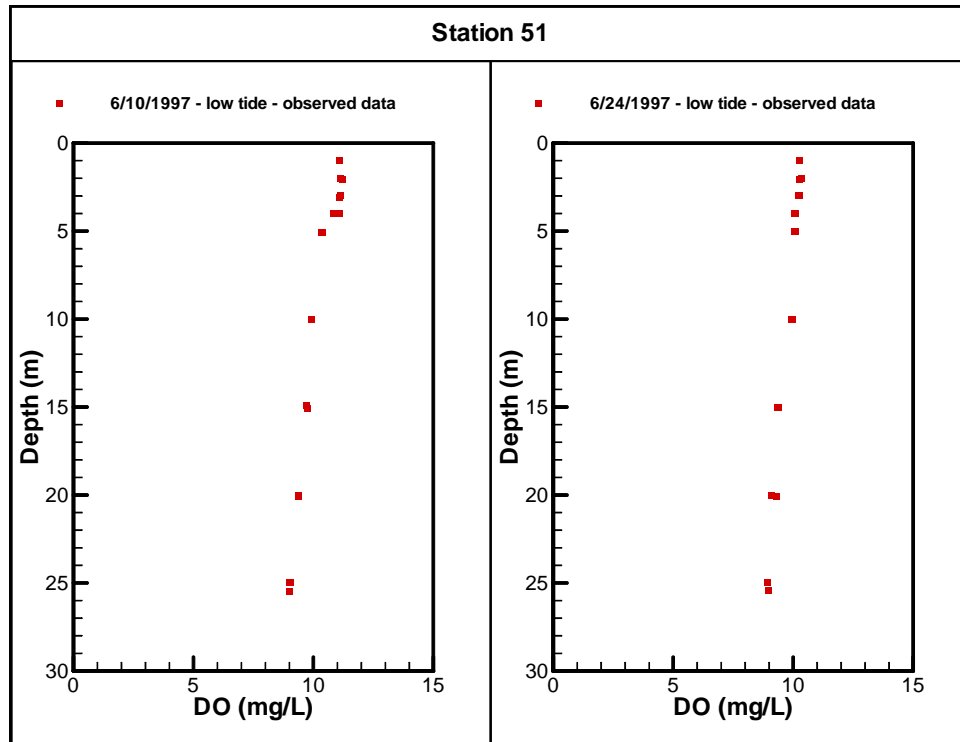 Station 51
6/10/1997 - low tide - observed data
0
5
10
15
20
25
30
Depth (m)
0 5 10 15
DO (mg/L)
6/24/1997 - low tide - observed data
0
5
10
15
20
25
30
Depth (m)
0 5 10 15
DO (mg/L)